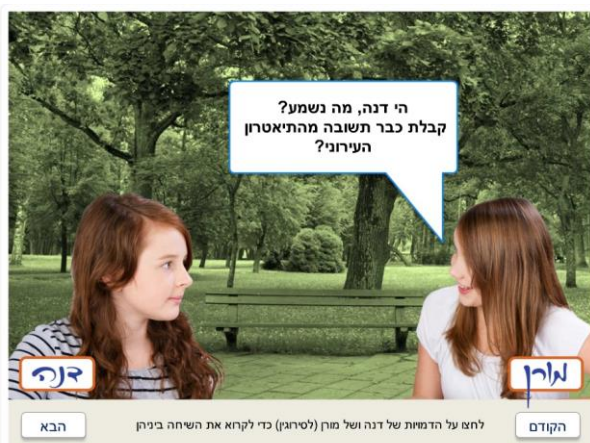 הי דנה, מה נשמע?
קבלת כבר תשובה מהתיאטרון
העירוני?
מורן
דנה
הקודם
לחצו על הדמויות של דנה ושל מורן (לסירוגין) כדי לקרוא את השיחה ביניהן
הבא